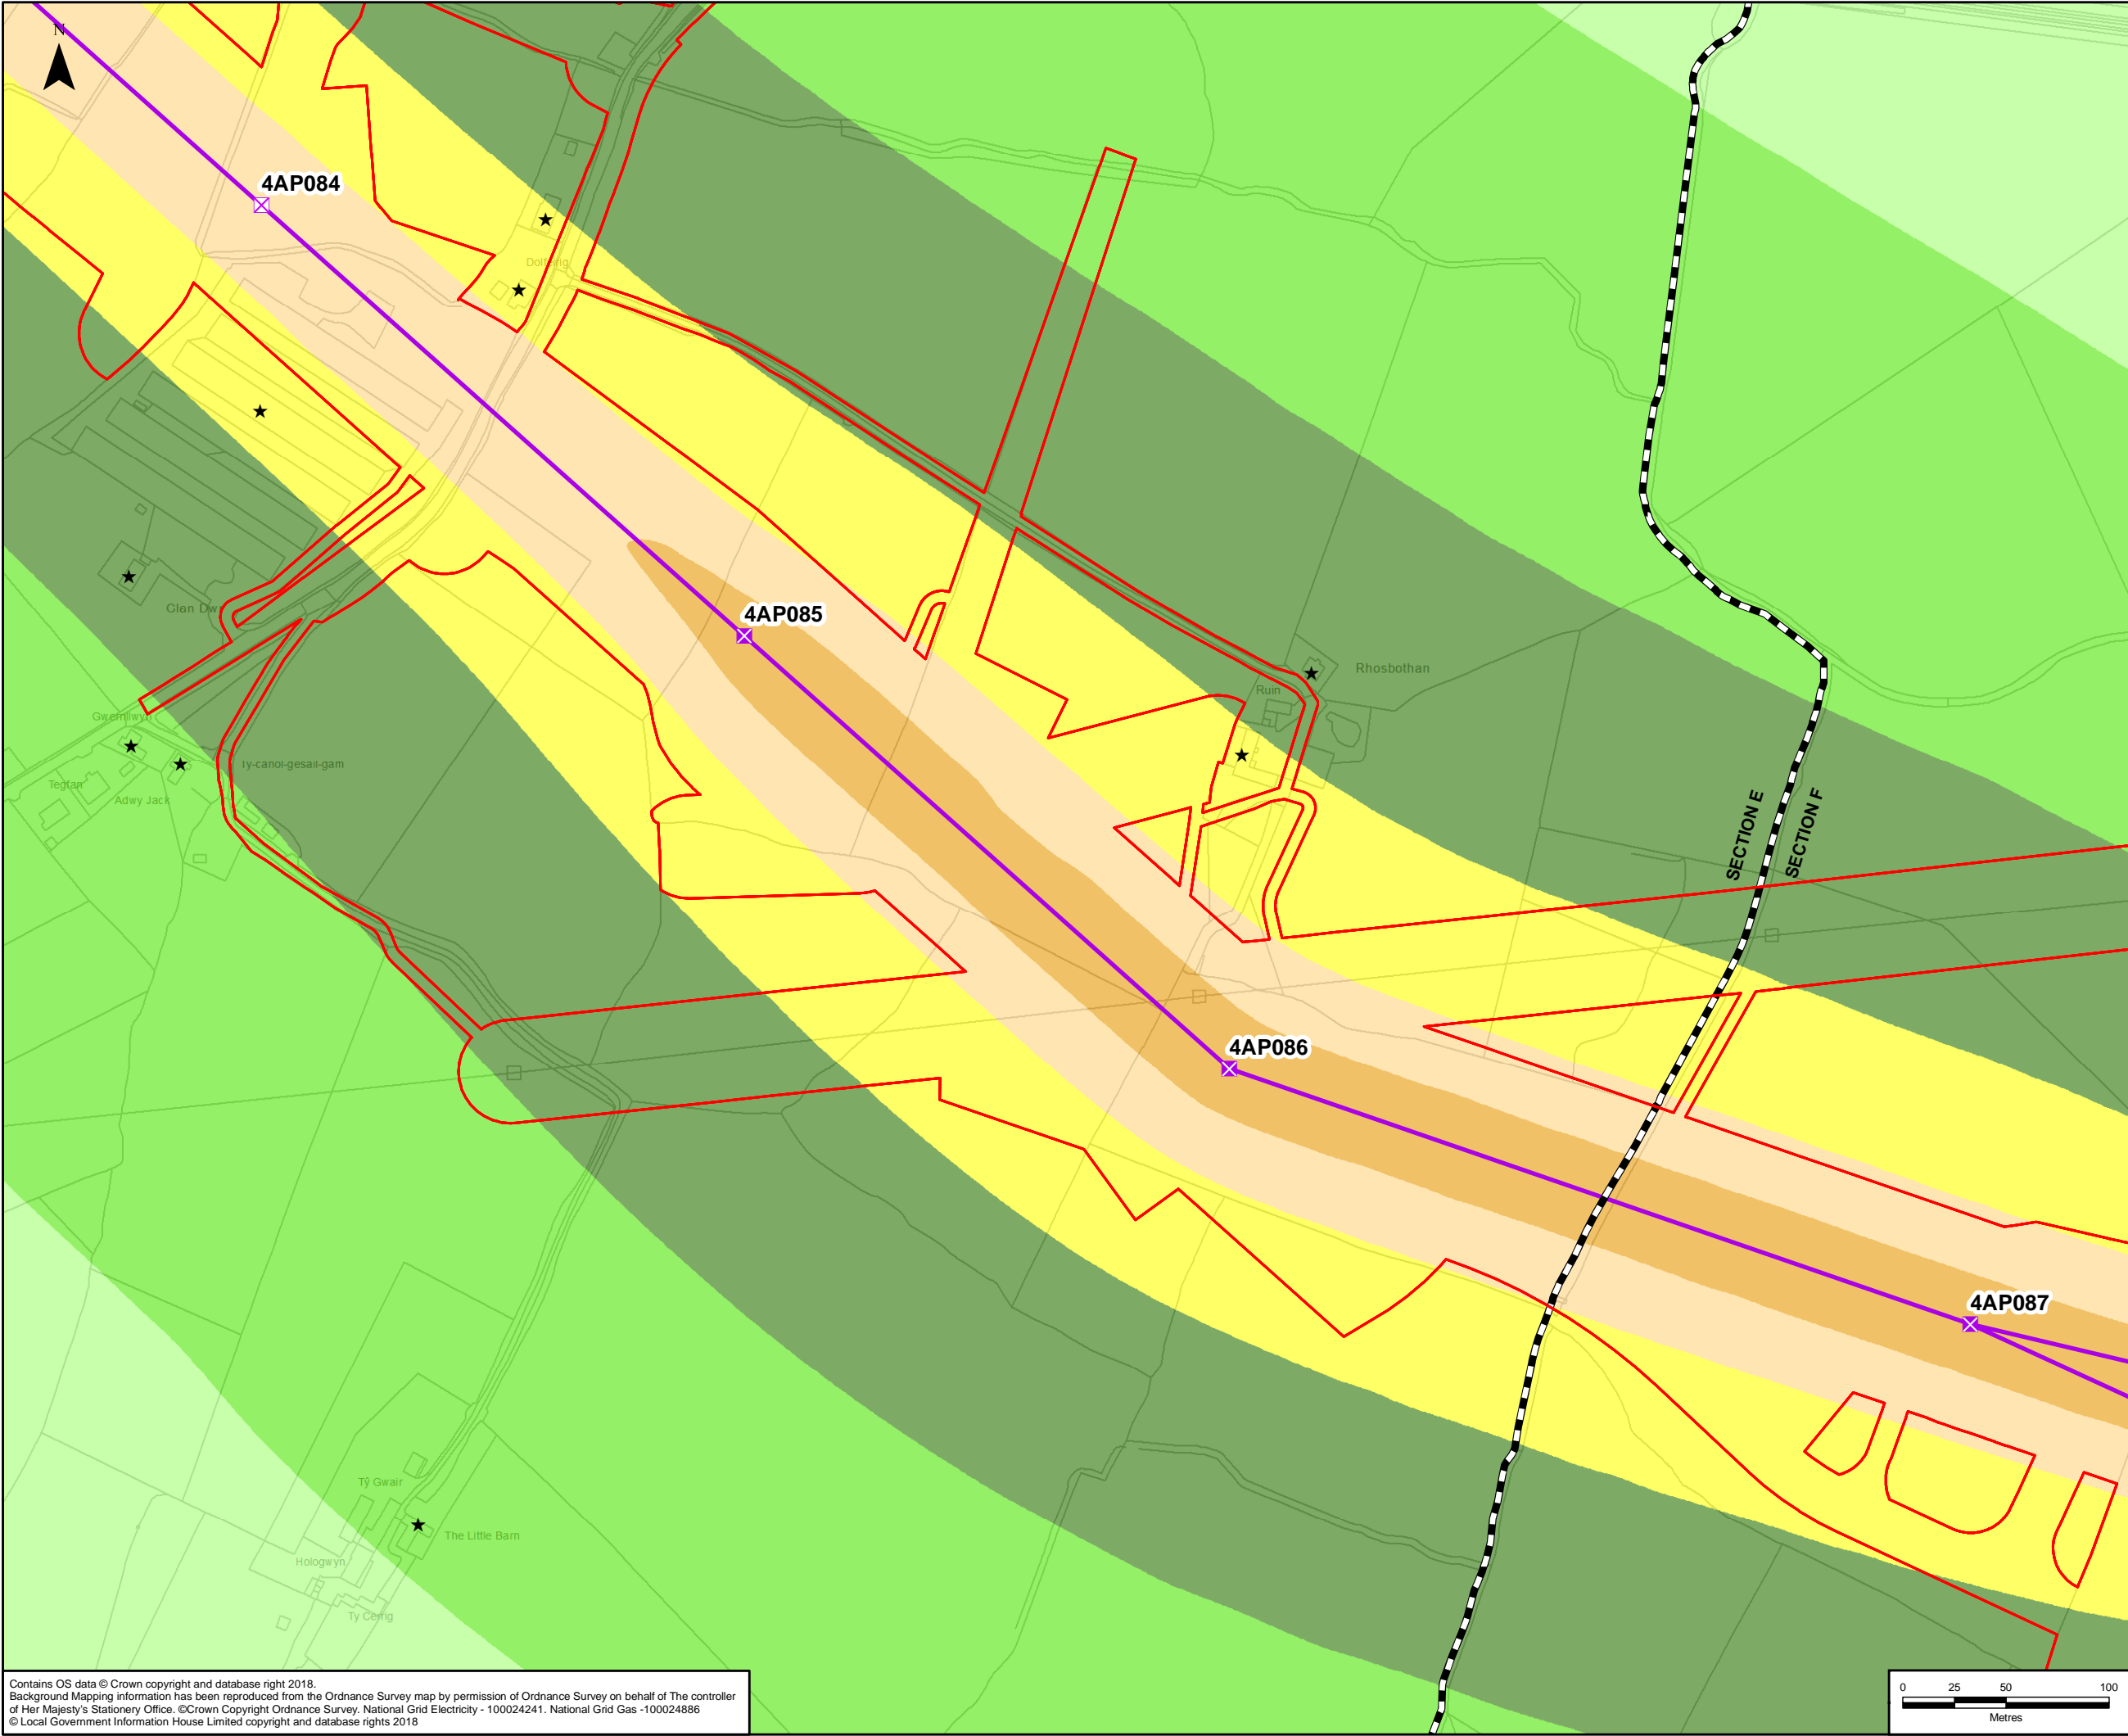 N
4AP084
Glan Dwr
4AP085
Rhosbothan
Ruin
Gwernllwyn
Ty-canol-gesail-gam
Tegfan
Adwy Jack
SECTION E
SECTION F
4AP086
4AP087
Tŷ Gwair
The Little Barn
Hologwyn
Ty Cerrig
Contains OS data © Crown copyright and database right 2018.
Background Mapping information has been reproduced from the Ordnance Survey map by permission of Ordnance Survey on behalf of The controller
of Her Majesty's Stationery Office. ©Crown Copyright Ordnance Survey. National Grid Electricity - 100024241. National Grid Gas -100024886
© Local Government Information House Limited copyright and database rights 2018
0 25 50 100
Metres